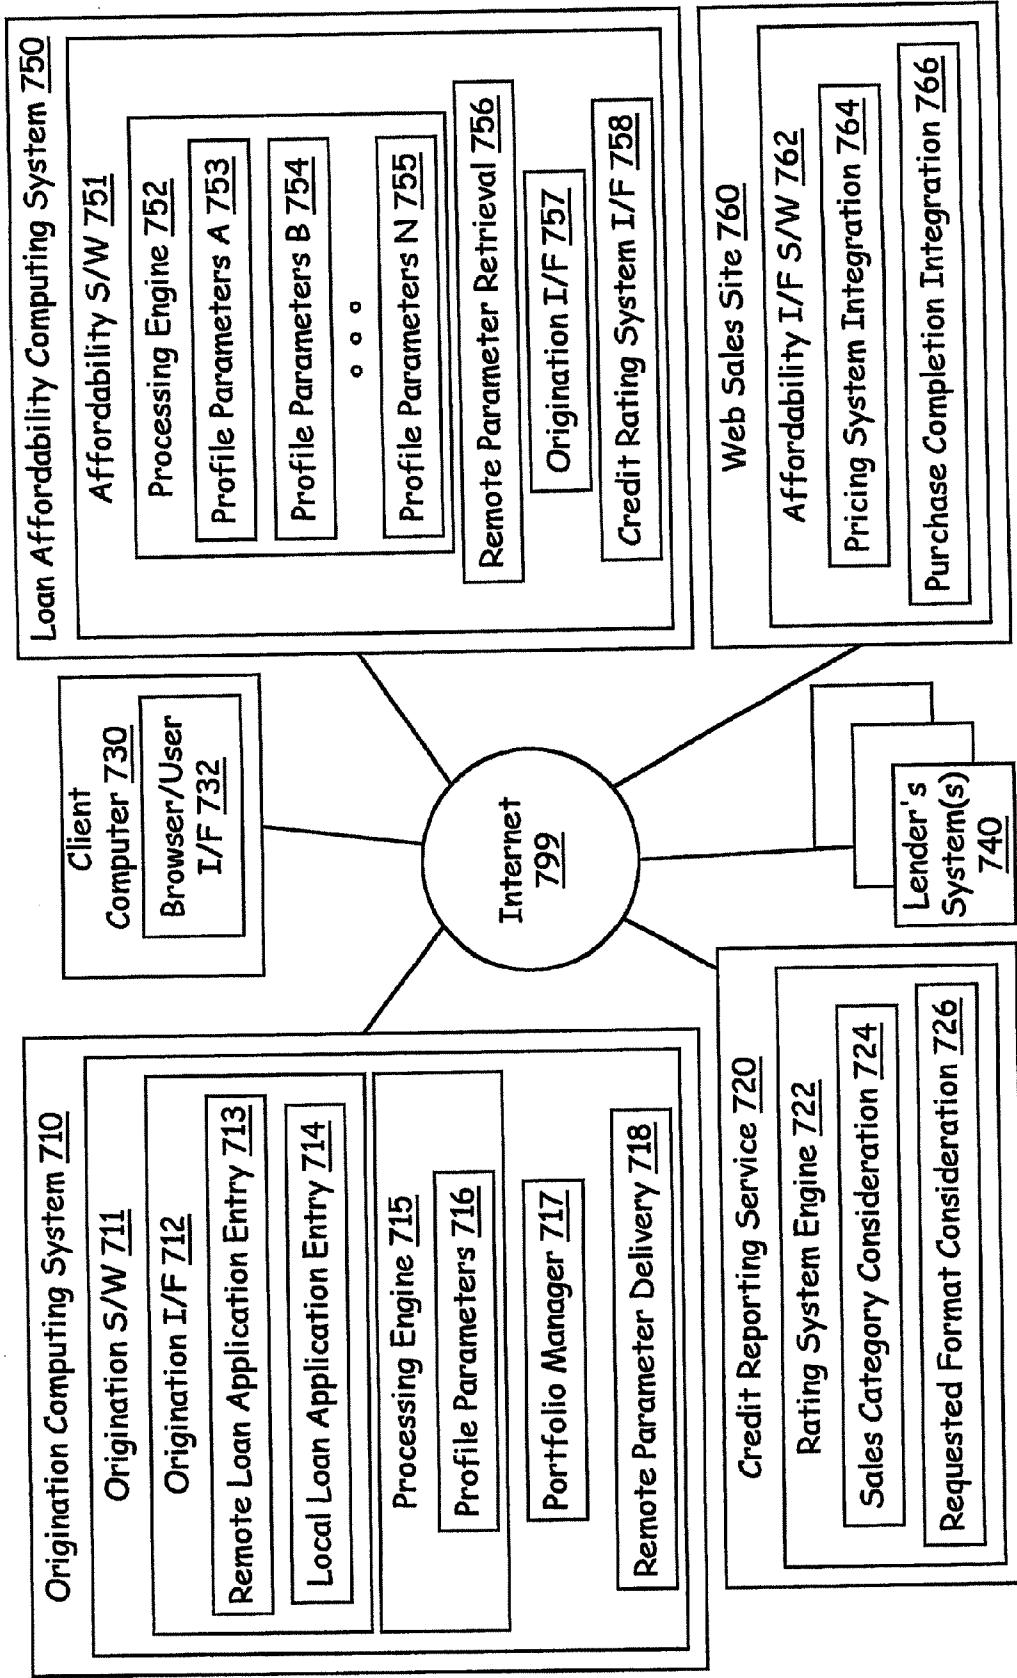 Origination Computing System 710
Origination S/W 711
Origination I/F 712
Remote Loan Application Entry 713
Local Loan Application Entry 714
Processing Engine 715
Profile Parameters 716
Portfolio Manager 717
Remote Parameter Delivery 718
Client
Computer 730
Browser/User
I/F 732
Loan Affordability Computing System 750
Affordability S/W 751
Processing Engine 752
Profile Parameters A 753
Profile Parameters B 754
Profile Parameters N 755
Remote Parameter Retrieval 756
Origination I/F 757
Credit Rating System I/F 758
Internet
799
Credit Reporting Service 720
Rating System Engine 722
Sales Category Consideration 724
Requested Format Consideration 726
Lender's
System(s)
740
Web Sales Site 760
Affordability I/F S/W 762
Pricing System Integration 764
Purchase Completion Integration 766